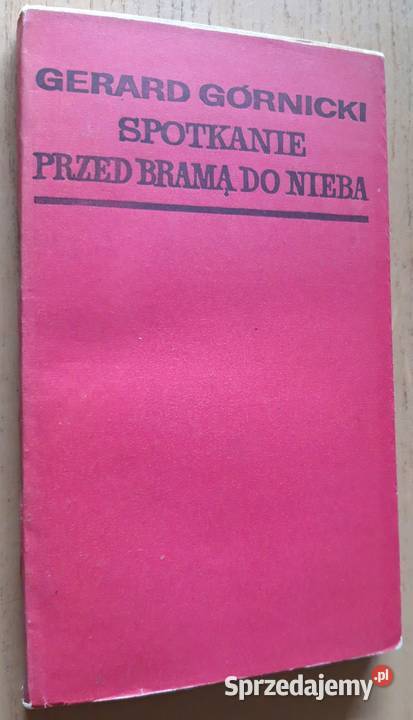 GERARD GÓRNICKI
SPOTKANIE
PRZED BRAMĄ DO NIEBA
Sprzedajemy.pl